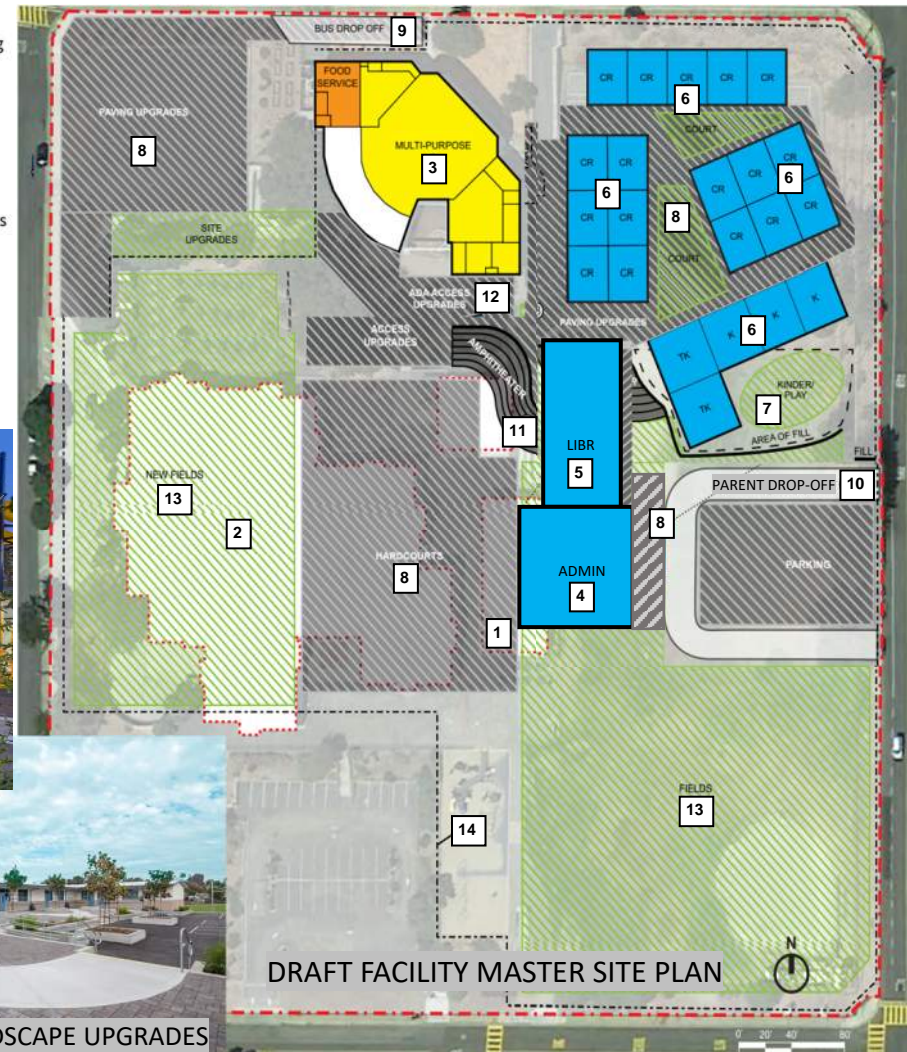 g
s
BUS DROP OFF 9
FOOD
SERVICE
PAVING UPGRADES
8
MULTI-PURPOSE
3
CR CR CR CR CR
6
COURT
CR CR
6
CR CR
CR CR
CR
CR
CR
6
CR
CR
CR
8
COURT
SITE
UPGRADES
ADA ACCESS
UPGRADES
12
ACCESS
UPGRADES
PAVING UPGRADES
AMPHITHEATER
11
K
K
K
6
TK
TK
KINDER/
PLAY
7
AREA OF FILL
FILL
LIBR
5
PARENT DROP-OFF 10
8
PARKING
NEW FIELDS
13
2
HARDCOURTS
8
1
ADMIN
4
FIELDS
13
14
N
DRAFT FACILITY MASTER SITE PLAN
DSCAPE UPGRADES
0' 20' 40' 80'